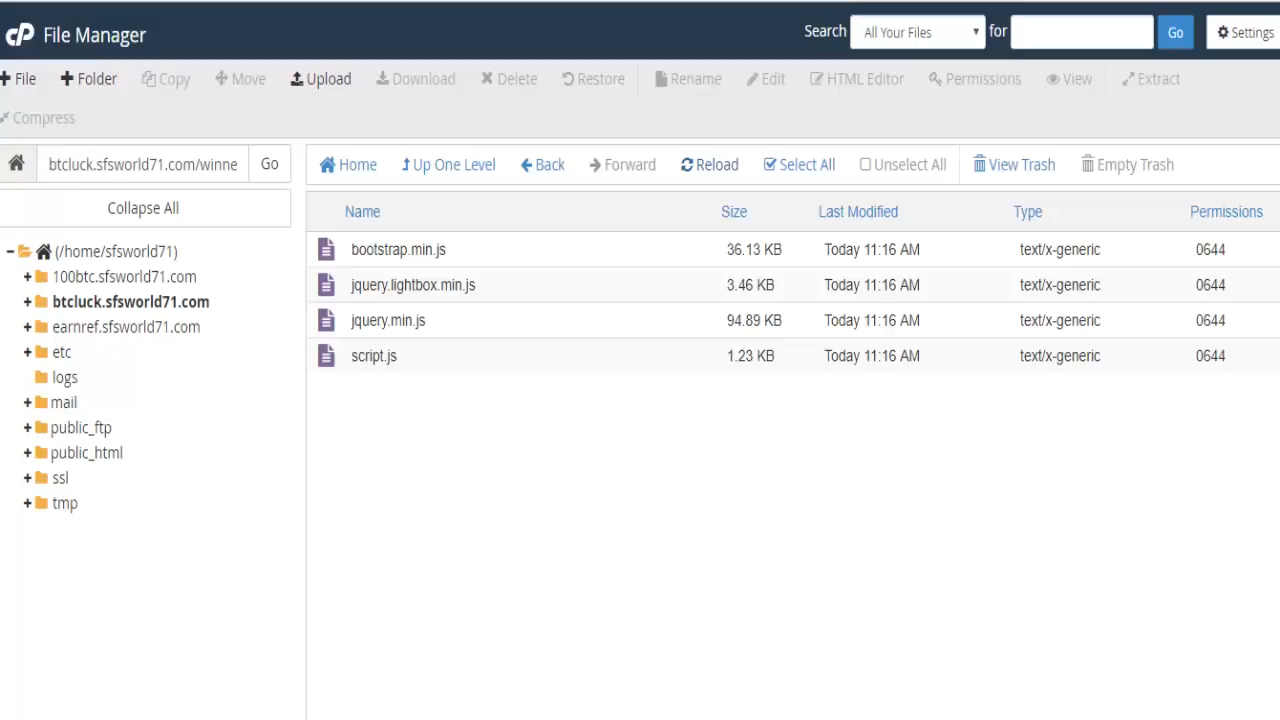 cP File Manager Search All Your Files for Go Settings
File Folder Copy Move Upload Download Delete Restore Rename Edit HTML Editor Permissions View Extract
Compress
btcluck.sfsworld71.com/winne Go Home Up One Level Back Forward Reload Select All Unselect All View Trash Empty Trash
Collapse All
(/home/sfsworld71)
100btc.sfsworld71.com
btcluck.sfsworld71.com
earnref.sfsworld71.com
etc
logs
mail
public_ftp
public_html
ssl
tmp
Name Size Last Modified Type Permissions
bootstrap.min.js 36.13 KB Today 11:16 AM text/x-generic 0644
jquery.lightbox.min.js 3.46 KB Today 11:16 AM text/x-generic 0644
jquery.min.js 94.89 KB Today 11:16 AM text/x-generic 0644
script.js 1.23 KB Today 11:16 AM text/x-generic 0644